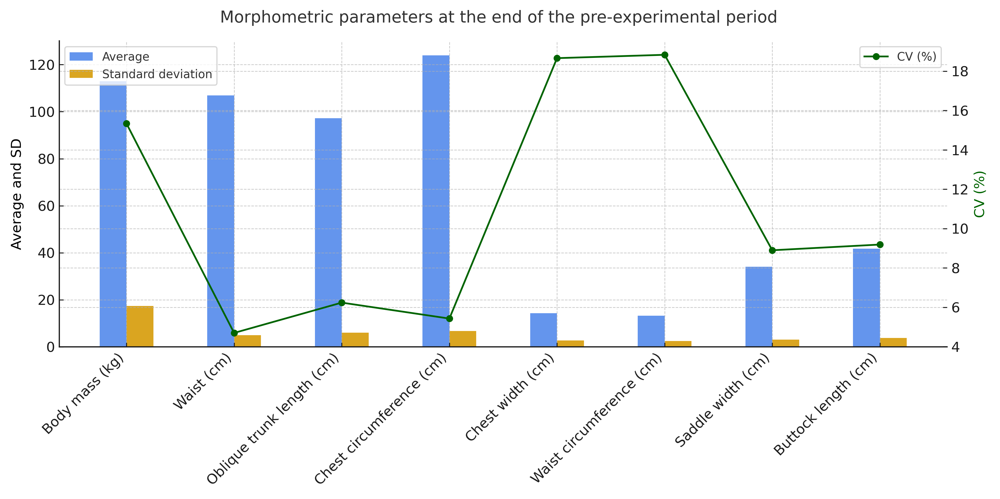 Morphometric parameters at the end of the pre-experimental period
Average
Standard deviation
CV (%)
Average and SD
120
100
80
60
40
20
0
18
16
14
12
10
8
6
4
CV (%)
Body mass (kg)
Waist (cm)
Oblique trunk length (cm)
Chest circumference (cm)
Chest width (cm)
Waist circumference (cm)
Saddle width (cm)
Buttock length (cm)